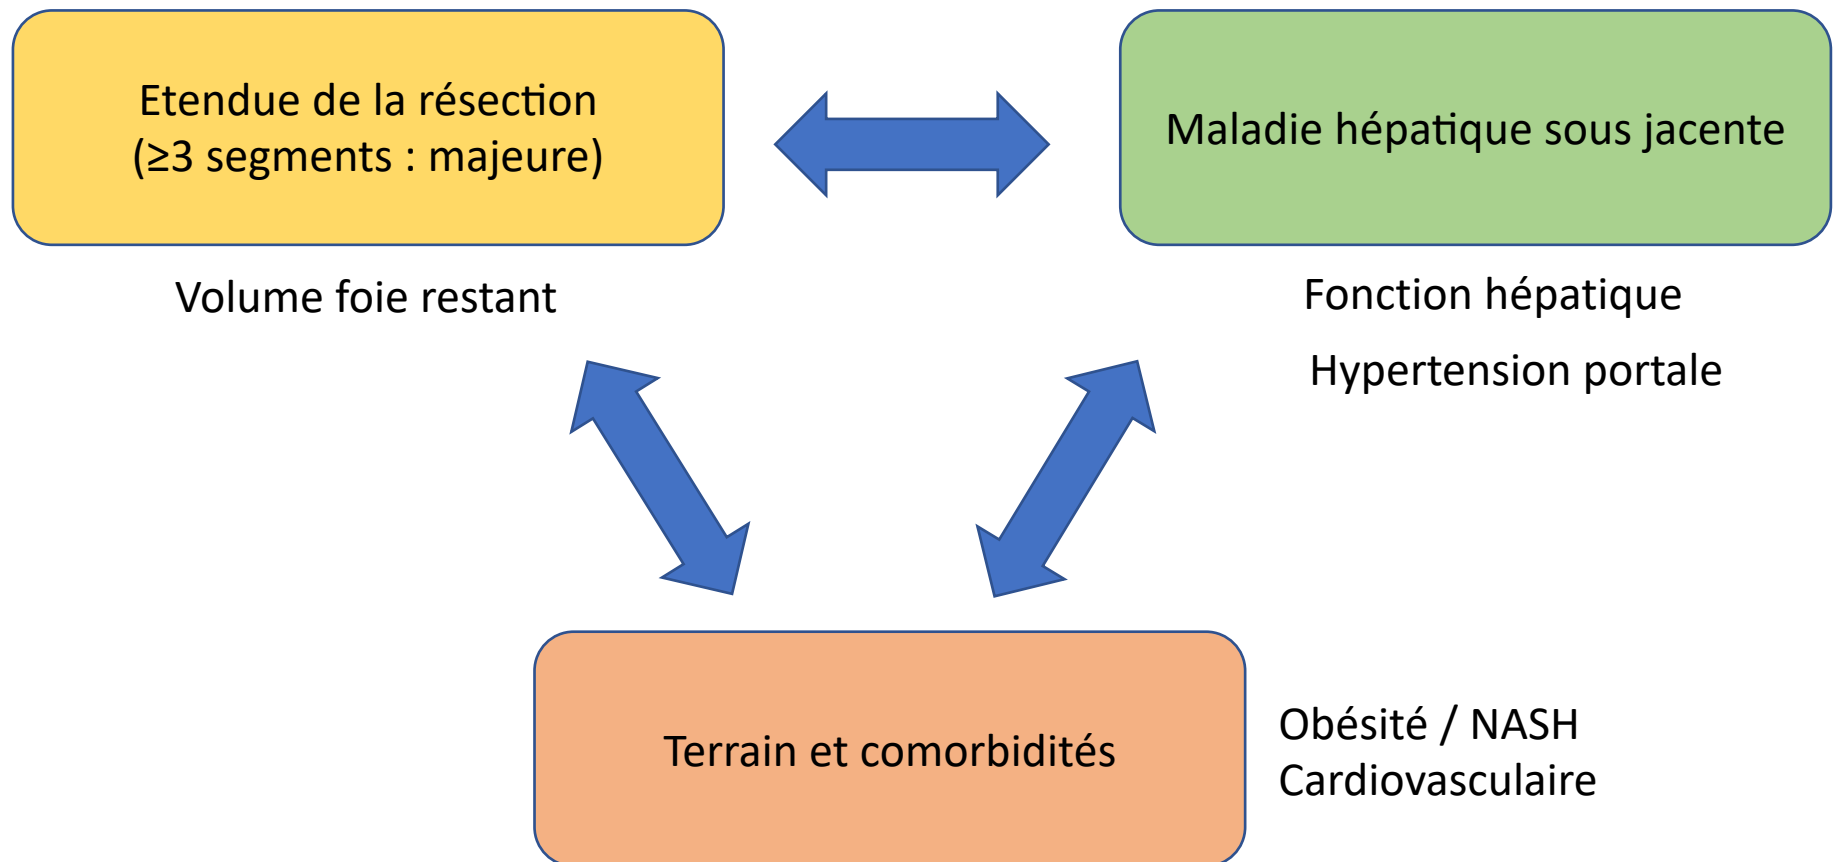 Etendue de la résection
(≥3 segments : majeure)
Maladie hépatique sous jacente
Volume foie restant
Fonction hépatique
Hypertension portale
Terrain et comorbidités
Obésité / NASH
Cardiovasculaire